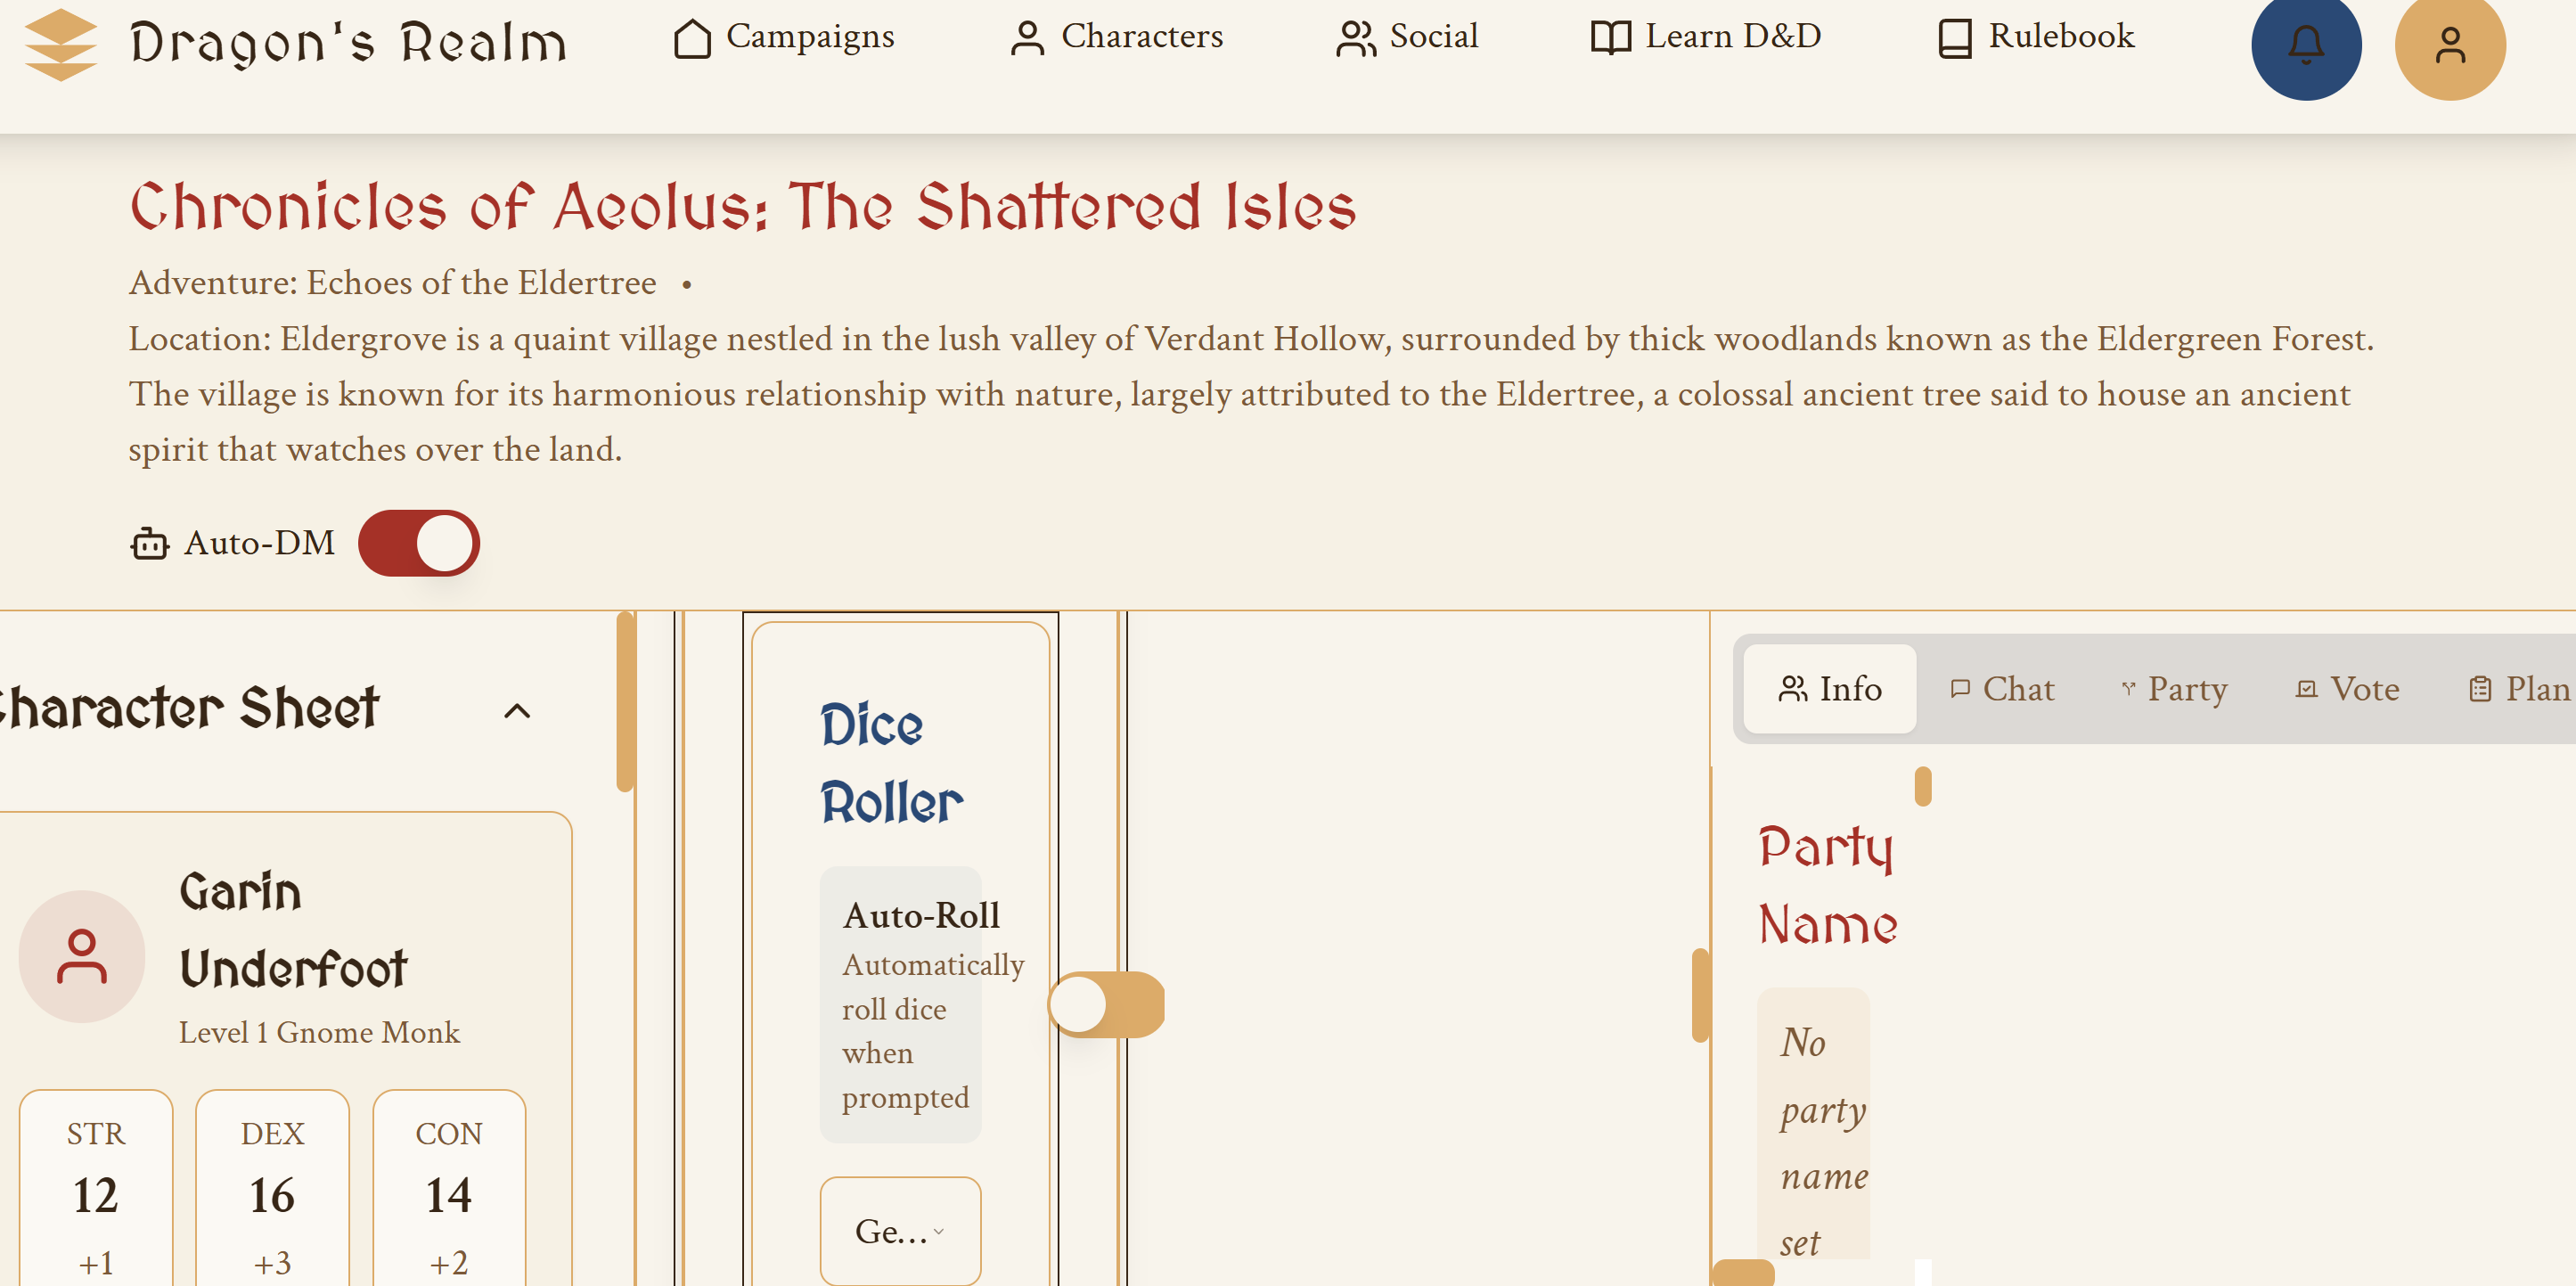 Dragon's Realm
Campaigns
Characters
Social
Learn D&D
Rulebook
Chronicles of Aeolus: The Shattered Isles
Adventure: Echoes of the Eldertree •
Location: Eldergrove is a quaint village nestled in the lush valley of Verdant Hollow, surrounded by thick woodlands known as the Eldergreen Forest.
The village is known for its harmonious relationship with nature, largely attributed to the Eldertree, a colossal ancient tree said to house an ancient
spirit that watches over the land.
Auto-DM
Character Sheet
Garin
Underfoot
Level 1 Gnome Monk
STR
12
+1
DEX
16
+3
CON
14
+2
Dice
Roller
Auto-Roll
Automatically
roll dice
when
prompted
Ge...
Info
Chat
Party
Vote
Plan
Party
Name
No
party
name
set